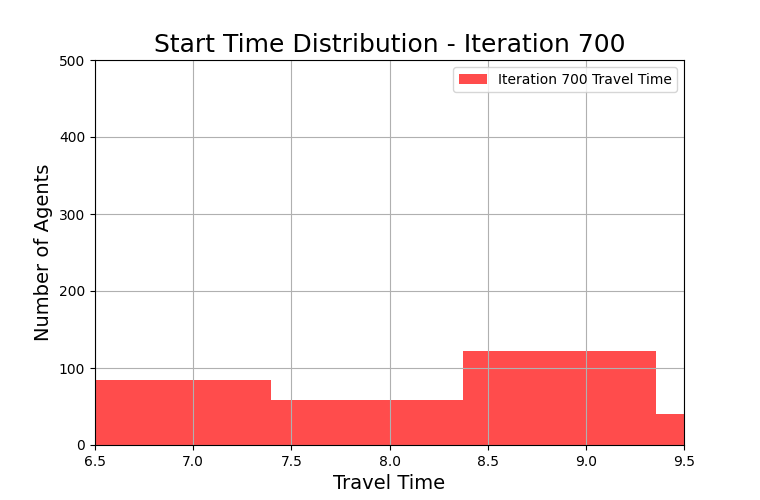 Start Time Distribution - Iteration 700
Iteration 700 Travel Time
Number of Agents
500
400
300
200
100
0
6.5 7.0 7.5 8.0 8.5 9.0 9.5
Travel Time